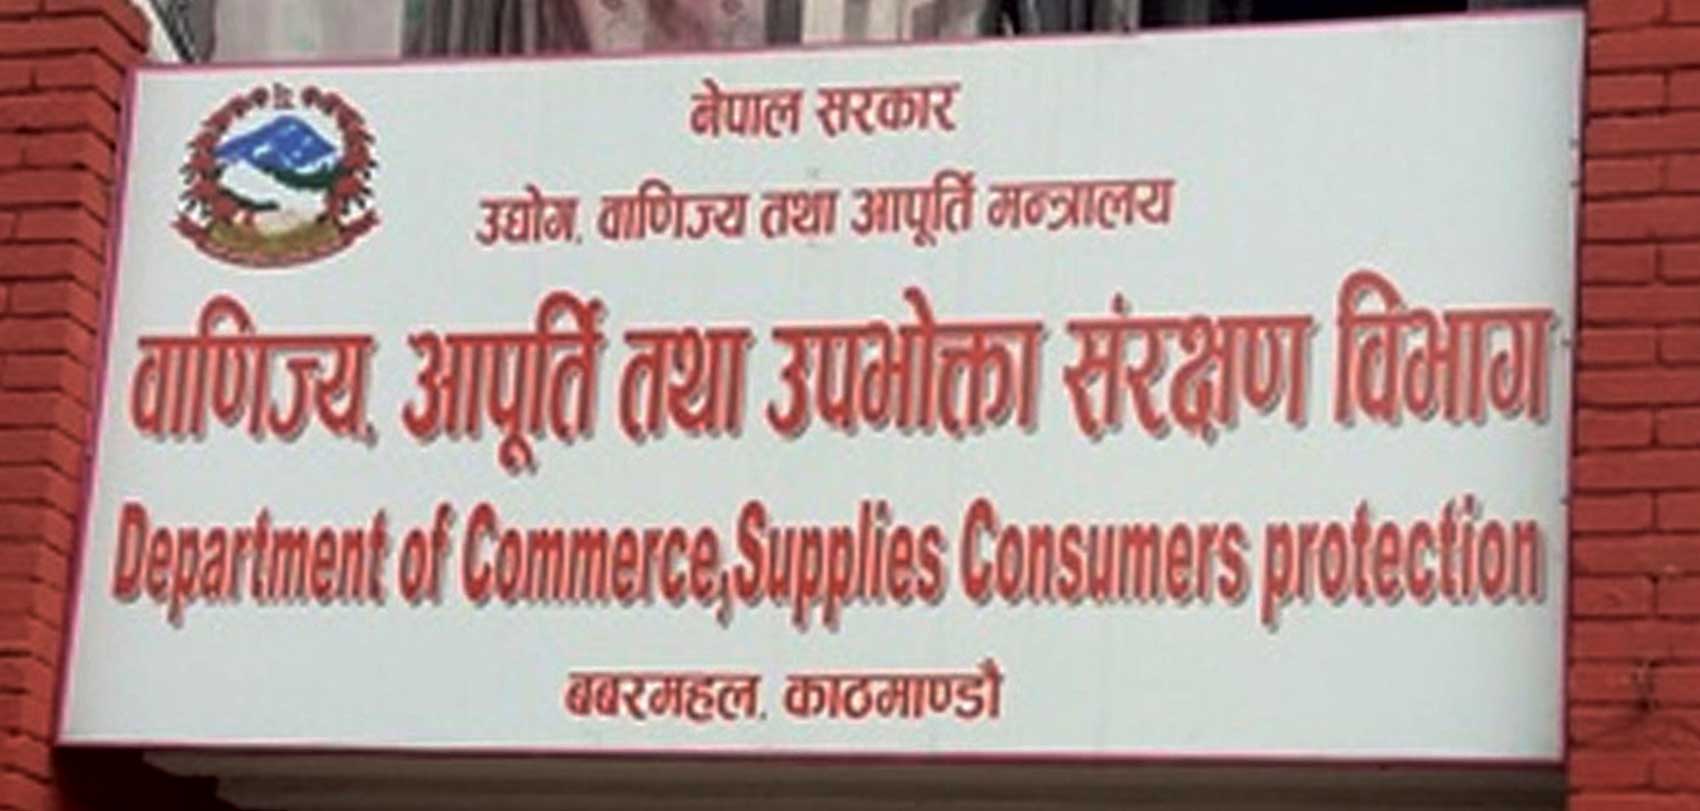 नेपाल सरकार
उद्योग, वाणिज्य तथा आपूर्ति मन्त्रालय
वाणिज्य, आपूर्ति तथा उपभोक्ता संरक्षण विभाग
Department of Commerce,Supplies Consumers protection
बबरमहल, काठमाण्डौ